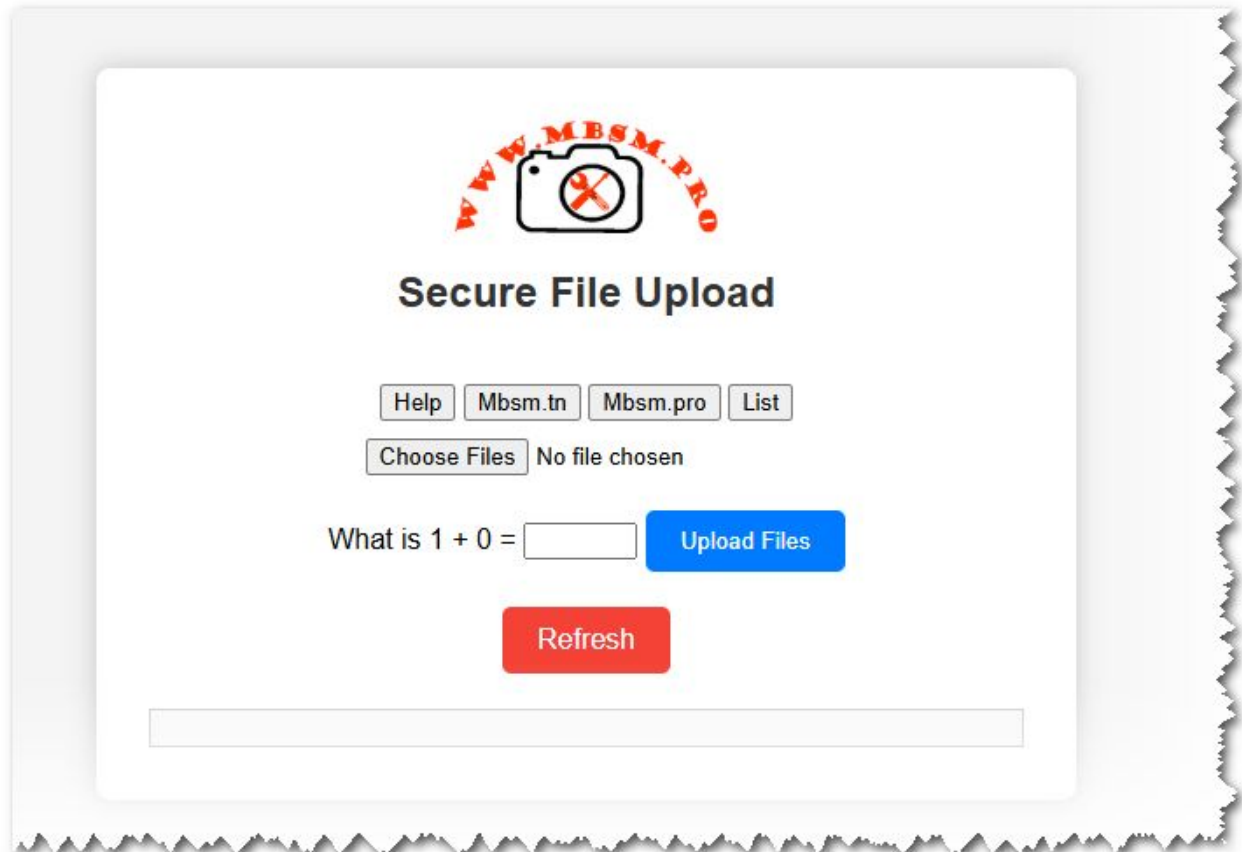 WWW.MBSM.PRO
Secure File Upload
Help Mbsm.tn Mbsm.pro List
Choose Files No file chosen
What is 1 + 0 = Upload Files
Refresh